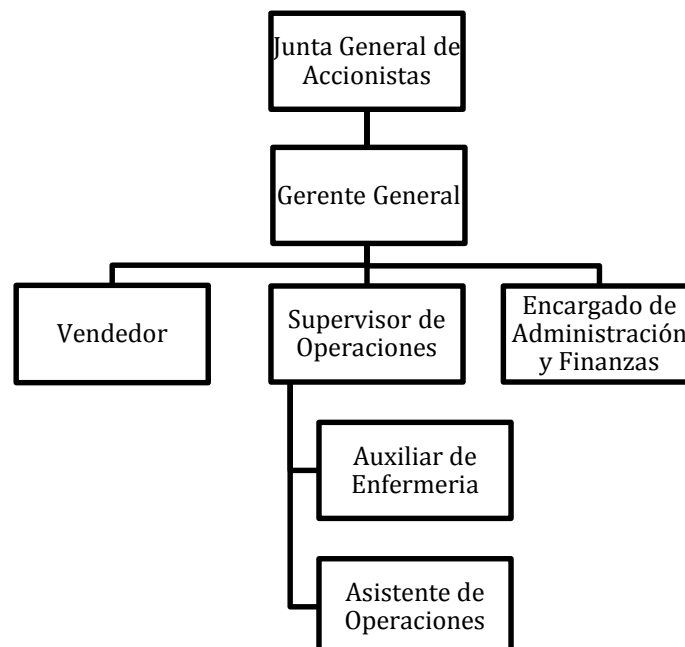 Junta General de
Accionistas
Gerente General
Vendedor
Supervisor de
Operaciones
Encargado de
Administración
y Finanzas
Auxiliar de
Enfermeria
Asistente de
Operaciones